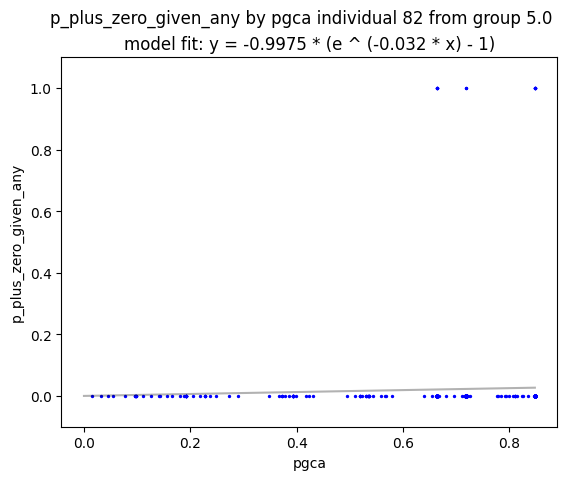 p_plus_zero_given_any by pgca individual 82 from group 5.0
model fit: y = -0.9975 * (e ^ (-0.032 * x) - 1)
1.0
0.8
0.6
0.4
0.2
0.0
p_plus_zero_given_any
0.0 0.2 0.4 0.6 0.8
pgca